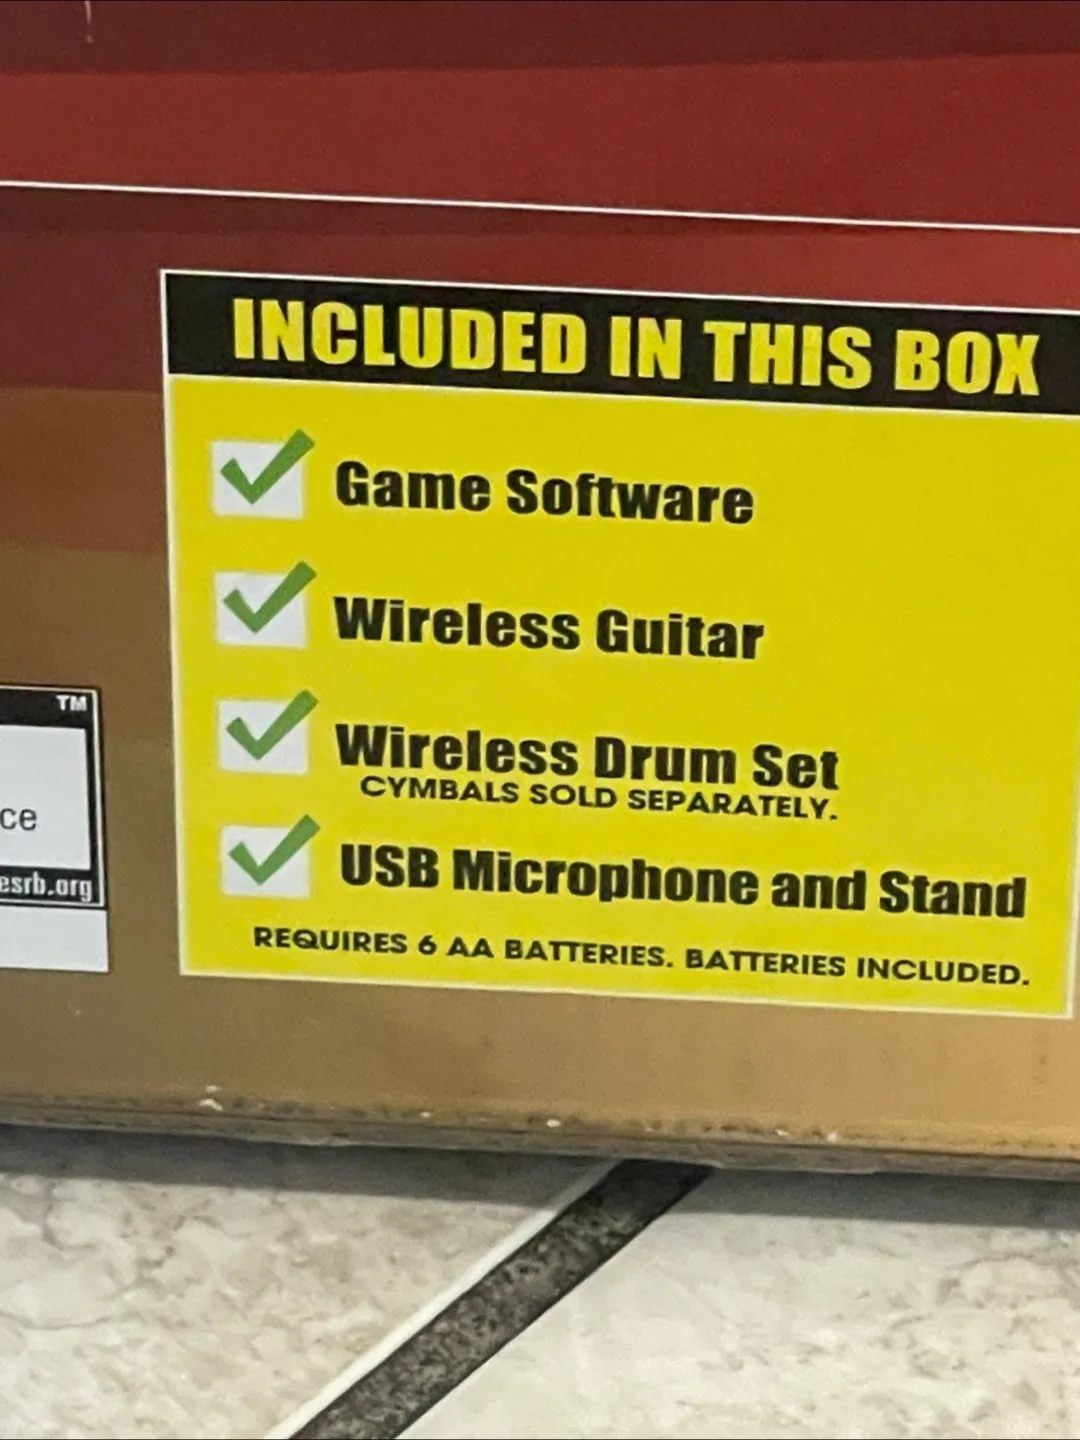 INCLUDED IN THIS BOX
Game Software
Wireless Guitar
Wireless Drum Set
CYMBALS SOLD SEPARATELY.
USB Microphone and Stand
REQUIRES 6 AA BATTERIES. BATTERIES INCLUDED.
TM
ce
esrb.org